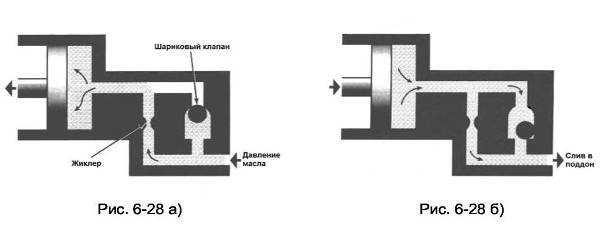 Шариковый клапан
Жиклер
Давление
масла
Рис. 6-28 а)
Слив в
поддон
Рис. 6-28 б)